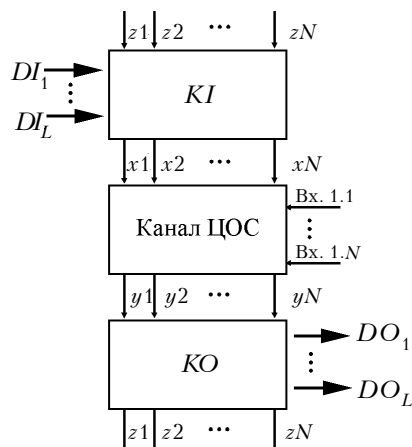 z1 z2 ... zN
DI1
KI
DIL
x1 x2 ... xN
Вх. 1.1
Канал ЦОС
Вх. 1.N
y1 y2 ... yN
DO1
KO
DOL
z1 z2 ... zN